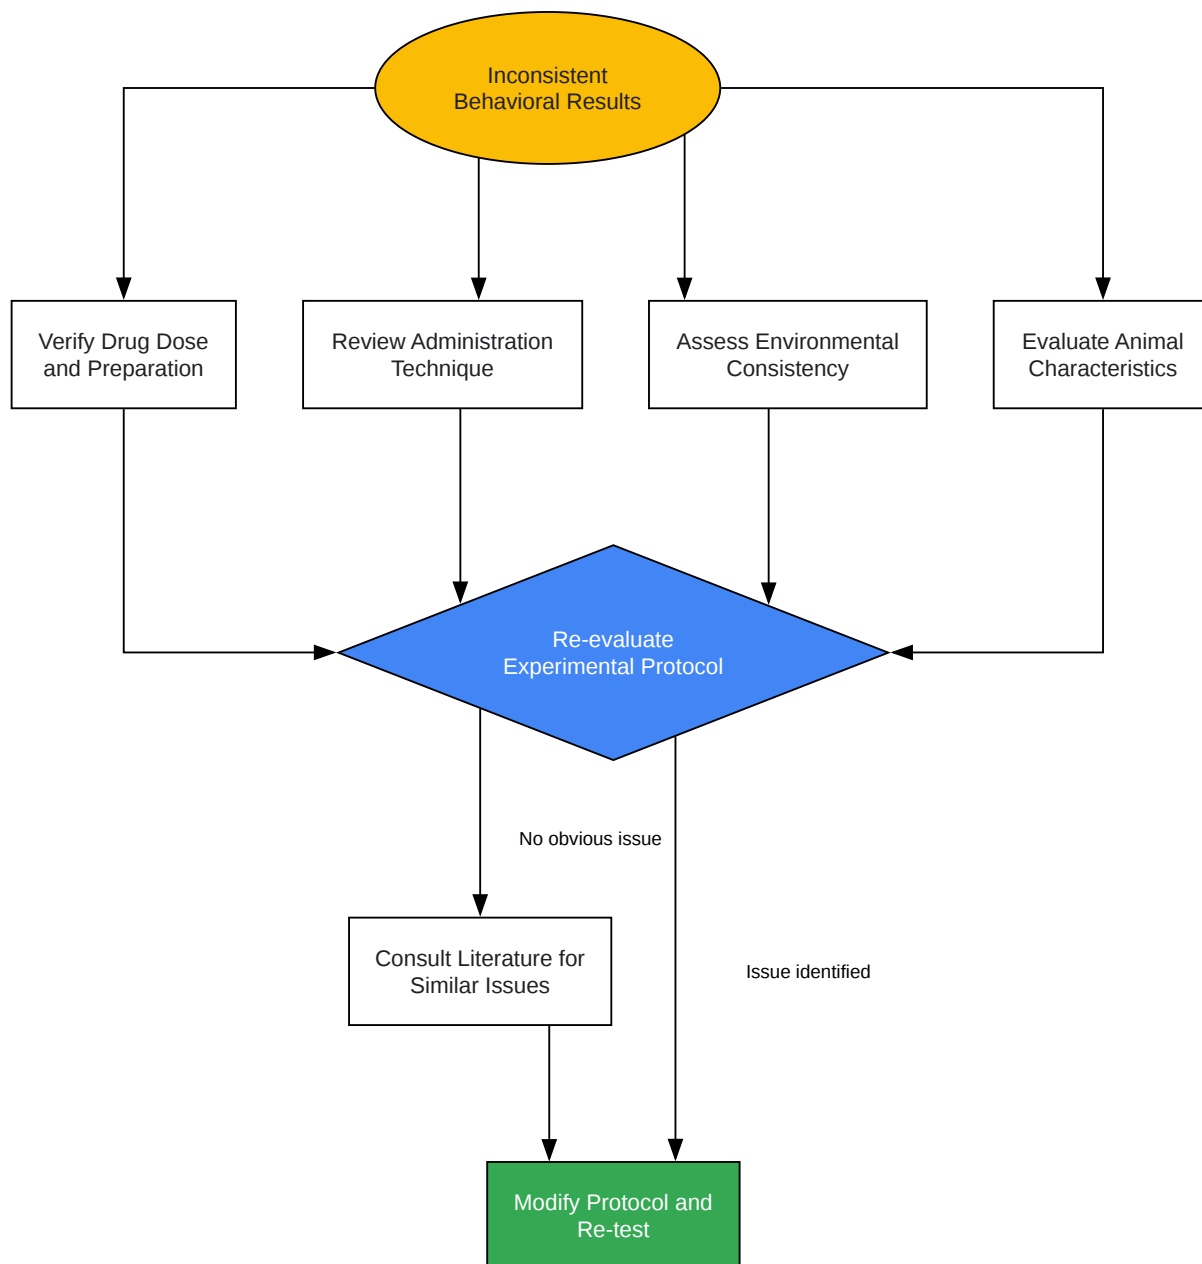 Inconsistent
Behavioral Results
Verify Drug Dose
and Preparation
Review Administration
Technique
Assess Environmental
Consistency
Evaluate Animal
Characteristics
Re-evaluate
Experimental Protocol
No obvious issue
Consult Literature for
Similar Issues
Issue identified
Modify Protocol and
Re-test